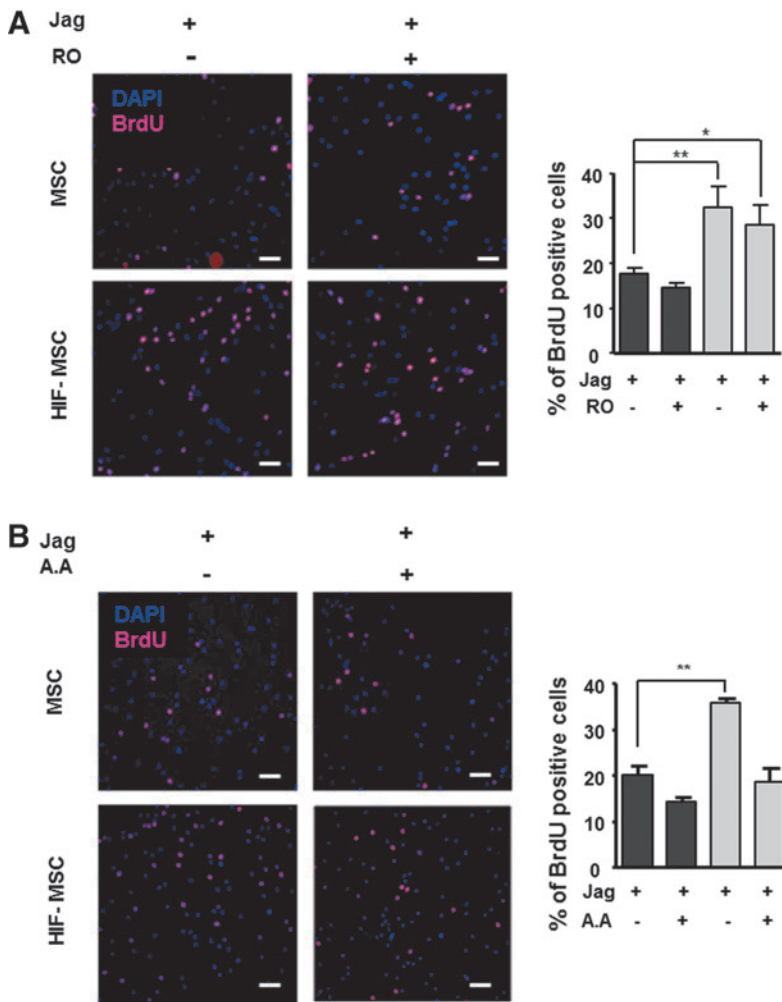 A
Jag + +
RO - +
DAPI
BrdU
MSC
HIF- MSC
% of BrdU positive cells
40
30
20
10
0
*
**
Jag + + + +
RO - + - +
B
Jag + +
A.A - +
DAPI
BrdU
MSC
HIF- MSC
% of BrdU positive cells
40
30
20
10
0
**
Jag + + + +
A.A - + - +